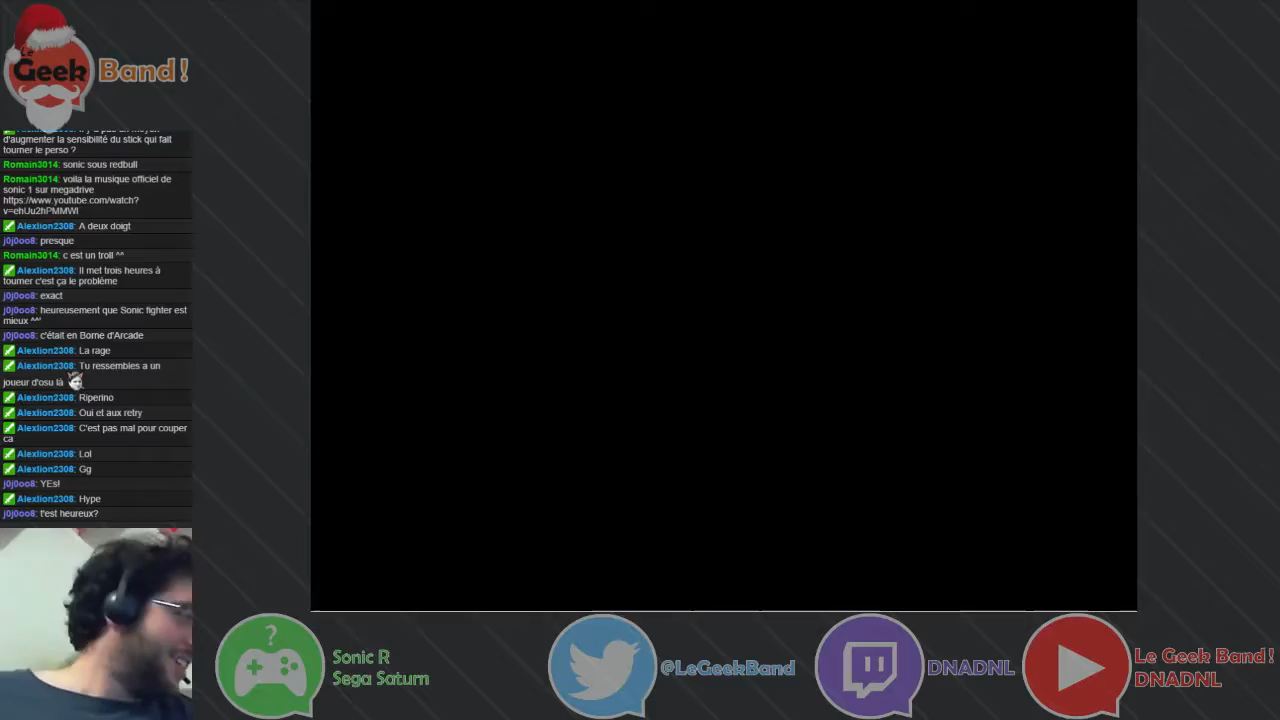 Le
Geek Band !
d'augmenter la sensibilité du stick qui fait
tourner le perso ?
Romain3014: sonic sous redbull
Romain3014: voila la musique officiel de
sonic 1 sur megadrive
https://www.youtube.com/watch?
v=ehUu2hPMMWI
Alexlion2308: A deux doigt
j0j0oo8: presque
Romain3014: c est un troll ^^
Alexlion2308: Il met trois heures à
tourner c'est ça le problème
j0j0oo8: exact
j0j0oo8: heureusement que Sonic fighter est
mieux ^^'
j0j0oo8: c'était en Borne d'Arcade
Alexlion2308: La rage
Alexlion2308: Tu ressembles a un
joueur d'osu là
Alexlion2308: Riperino
Alexlion2308: Oui et aux retry
Alexlion2308: C'est pas mal pour couper
ca
Alexlion2308: Lol
Alexlion2308: Gg
j0j0oo8: YEs!
Alexlion2308: Hype
j0j0oo8: t'est heureux?
?
Sonic R
Sega Saturn
@LeGeekBand
DNADNL
Le Geek Band !
DNADNL